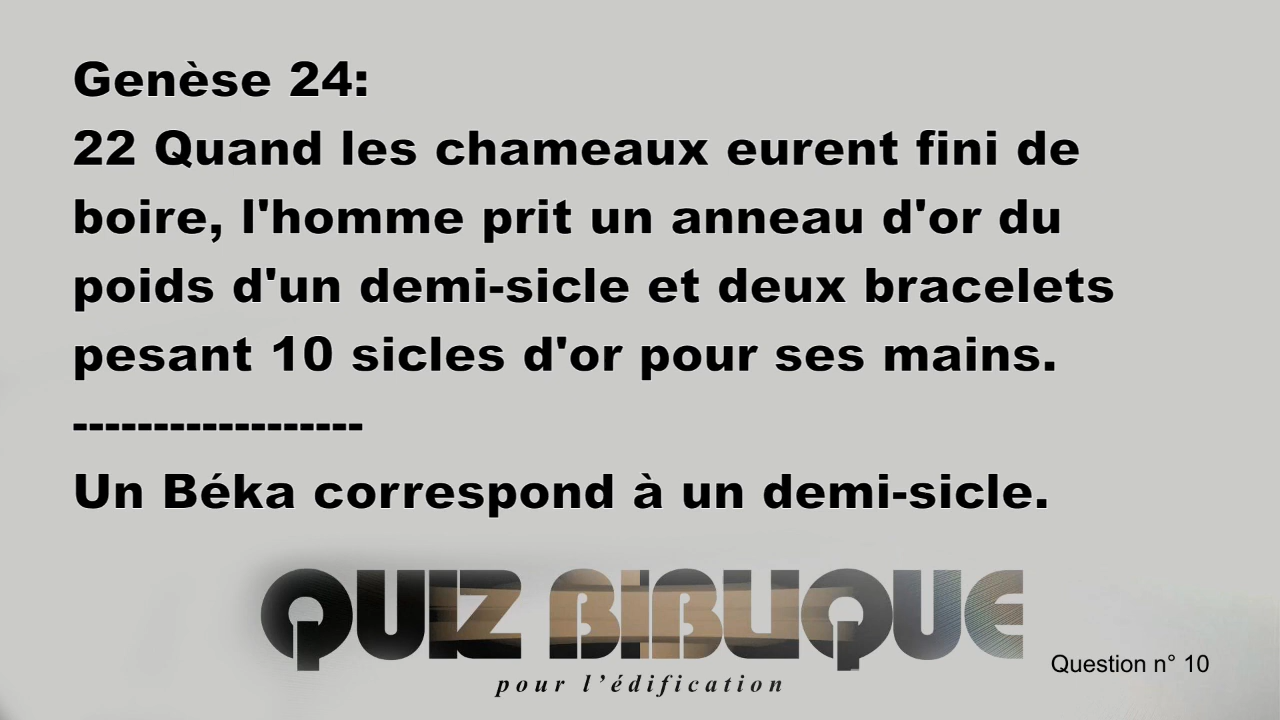 Genèse 24:
22 Quand les chameaux eurent fini de
boire, l'homme prit un anneau d'or du
poids d'un demi-sicle et deux bracelets
pesant 10 sicles d'or pour ses mains.
------------------
Un Béka correspond à un demi-sicle.
QUIZ BIBLIQUE
pour l’édification
Question n° 10